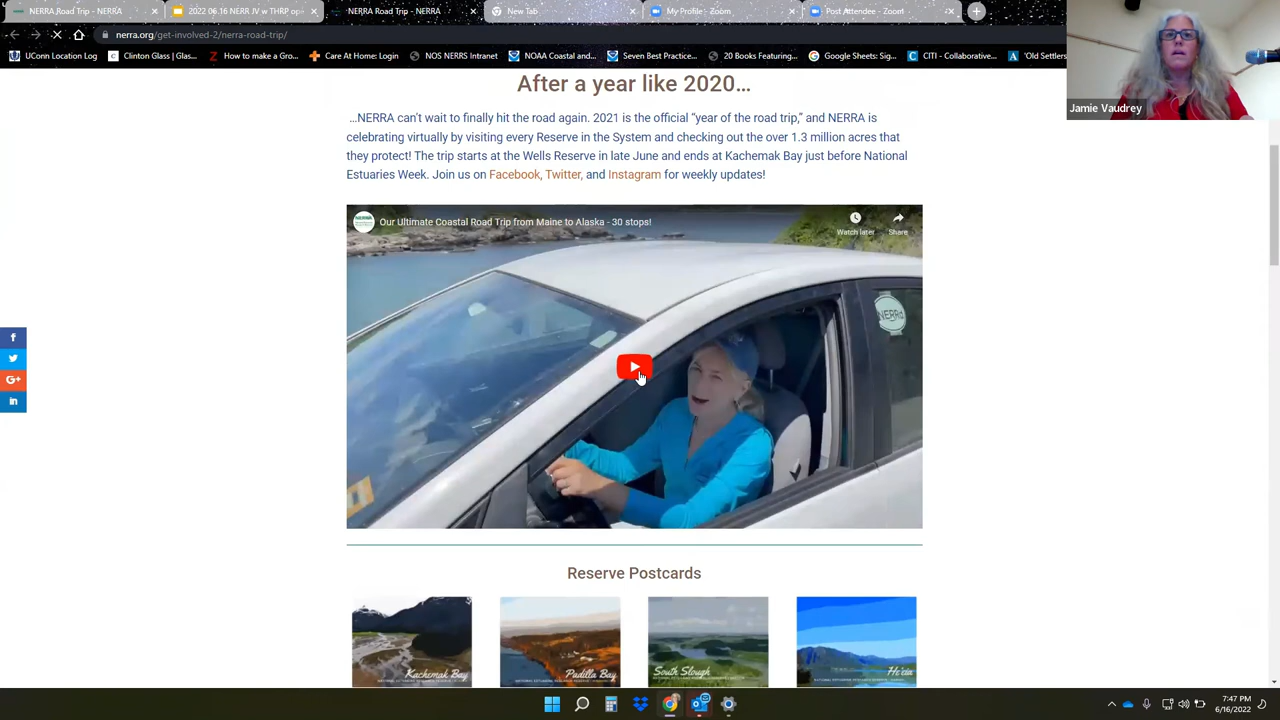 NERRA Road Trip - NERRA
2022 06.16 NERR JV w THRP op
NERRA Road Trip - NERRA
New Tab
My Profile - Zoom
Post Attendee - Zoom
nerra.org/get-involved-2/nerra-road-trip/
UConn Location Log
Clinton Glass | Glas...
How to make a Gro...
Care At Home: Login
NOS NERRS Intranet
NOAA Coastal and...
Seven Best Practice...
20 Books Featuring...
Google Sheets: Sig...
CITI - Collaborative...
'Old Settlers
Jamie Vaudrey
After a year like 2020...
...NERRA can't wait to finally hit the road again. 2021 is the official “year of the road trip,” and NERRA is
celebrating virtually by visiting every Reserve in the System and checking out the over 1.3 million acres that
they protect! The trip starts at the Wells Reserve in late June and ends at Kachemak Bay just before National
Estuaries Week. Join us on Facebook, Twitter, and Instagram for weekly updates!
Our Ultimate Coastal Road Trip from Maine to Alaska - 30 stops!
Watch later
Share
NERRd
Reserve Postcards
Kachemak Bay
Padilla Bay
South Slough
He'eia
7:47 PM
6/16/2022